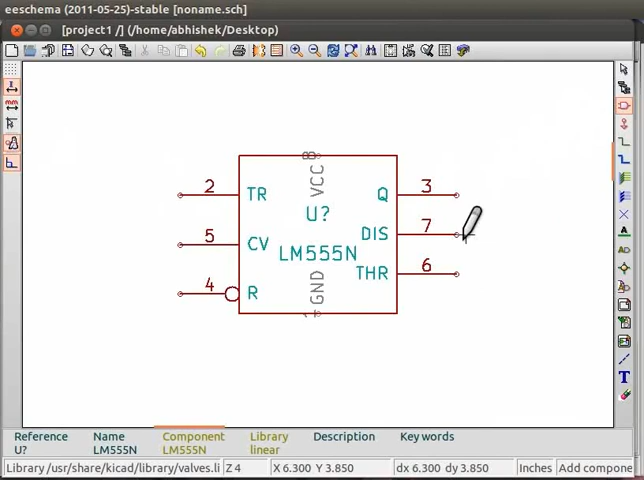 eeschema (2011-05-25)-stable [noname.sch]
[project1 /] (/home/abhishek/Desktop)
8
VCC
2 TR Q 3
U?
5 CV DIS 7
LM555N
THR 6
4 R
GND
1
Reference Name Component Library Description Key words
U? LM555N LM555N linear
Library /usr/share/kicad/library/valves.li Z 4 X 6.300 Y 3.850 dx 6.300 dy 3.850 Inches Add compone